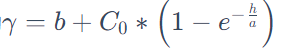 γ = b + C₀ * (1 − e^(−h/a))